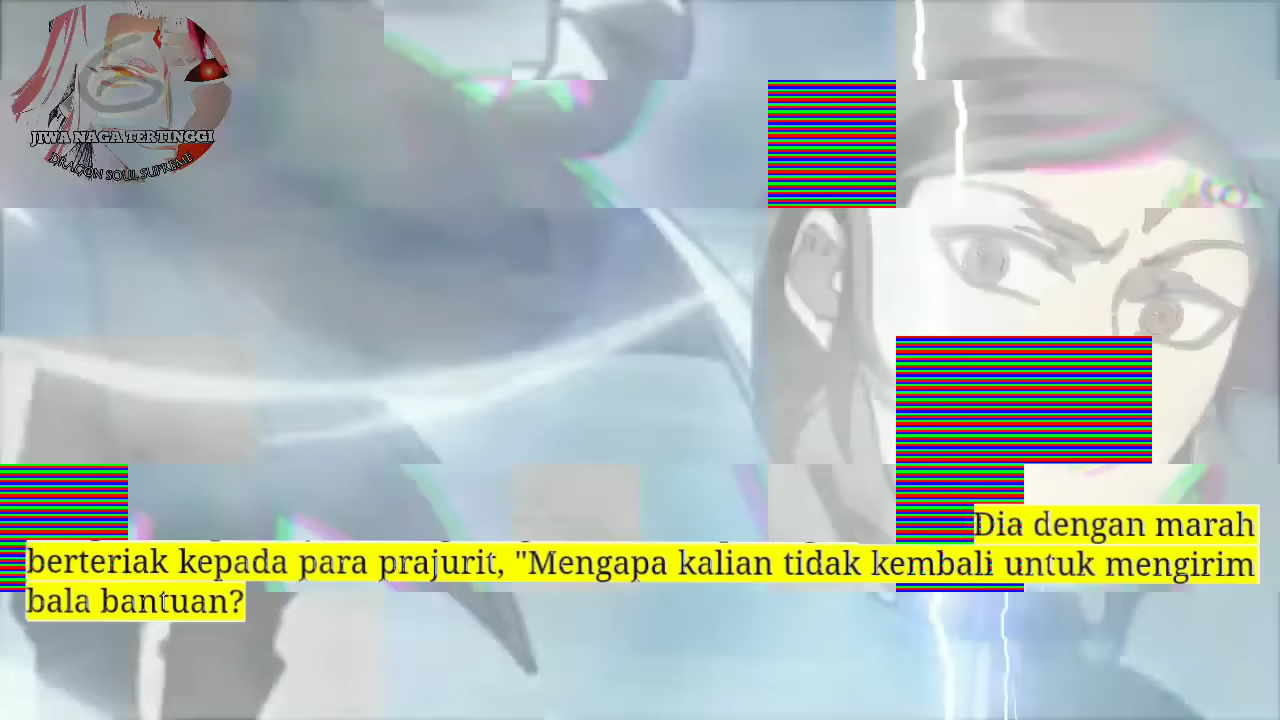 JIWA NAGA TERTINGGI
DRAGON SOUL SUPREME
Dia dengan marah
berteriak kepada para prajurit, "Mengapa kalian tidak kembali untuk mengirim
bala bantuan?